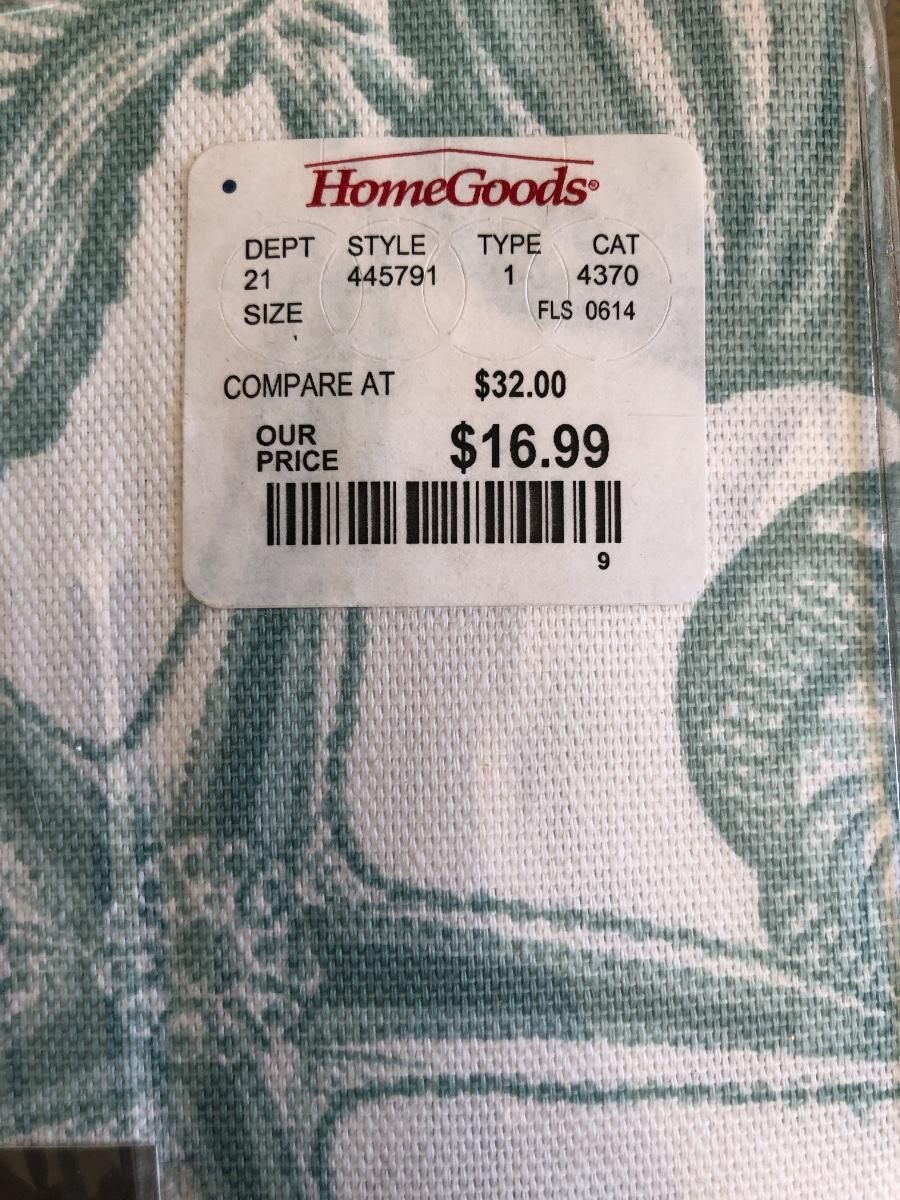 HomeGoods®
DEPT STYLE TYPE CAT
21 445791 1 4370
SIZE FLS 0614
COMPARE AT $32.00
OUR PRICE $16.99
9